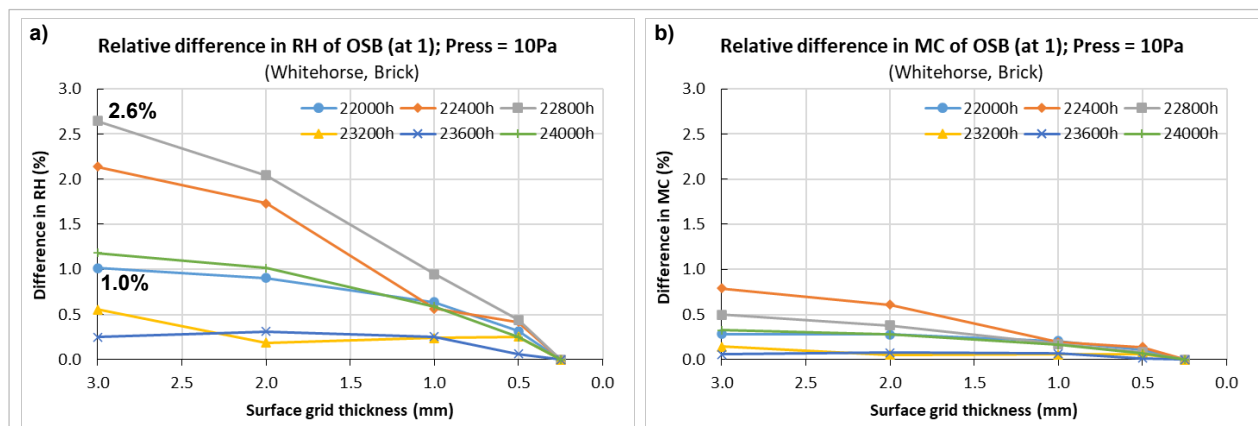 a)
Relative difference in RH of OSB (at 1); Press = 10Pa
(Whitehorse, Brick)
Difference in RH (%)
3.0
2.5
2.0
1.5
1.0
0.5
0.0
22000h 22400h 22800h
23200h 23600h 24000h
2.6%
1.0%
3.0 2.5 2.0 1.5 1.0 0.5 0.0
Surface grid thickness (mm)
b)
Relative difference in MC of OSB (at 1); Press = 10Pa
(Whitehorse, Brick)
Difference in MC (%)
3.0
2.5
2.0
1.5
1.0
0.5
0.0
22000h 22400h 22800h
23200h 23600h 24000h
3.0 2.5 2.0 1.5 1.0 0.5 0.0
Surface grid thickness (mm)